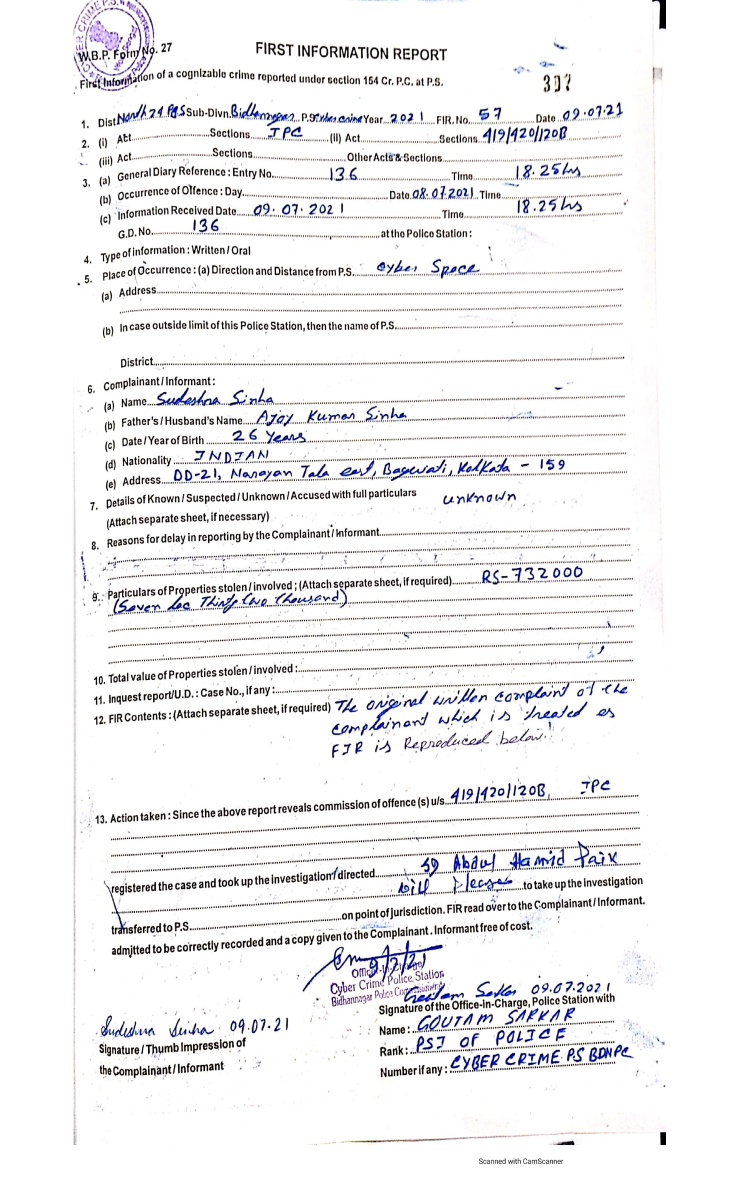 CYBER CRIME P.S.
W.B.P. Form No. 27
FIRST INFORMATION REPORT
First Information of a cognizable crime reported under section 154 Cr. P.C. at P.S.
307
1. Dist North 24 PGS Sub-Divn. Bidhannagar P.S. Cyber crime Year 2021 FIR. No. 57 Date 09.07.21
2. (i) Act Sections IPC (II) Act Sections 419/420/120B
(iii) Act Sections Other Acts & Sections
3. (a) General Diary Reference : Entry No. 136 Time 18.25 hrs
(b) Occurrence of Offence : Day Date 08.07.2021 Time
(c) Information Received Date 09.07.2021 Time 18.25 hrs
G.D. No. 136 at the Police Station :
4. Type of information : Written / Oral
5. Place of Occurrence : (a) Direction and Distance from P.S. Cyber Space
(a) Address
(b) In case outside limit of this Police Station, then the name of P.S.
District
6. Complainant / Informant :
(a) Name Sudeshna Sinha
(b) Father's / Husband's Name Ajoy Kumar Sinha
(c) Date / Year of Birth 26 Years
(d) Nationality INDIAN
(e) Address DD-21, Narayan Tala east, Baguiati, Kolkata - 159
7. Details of Known / Suspected / Unknown / Accused with full particulars unknown
(Attach separate sheet, if necessary)
8. Reasons for delay in reporting by the Complainant / Informant
9. Particulars of Properties stolen / involved ; (Attach separate sheet, if required) RS-732000
(Seven Lac Thirty two Thousand)
10. Total value of Properties stolen / involved :
11. Inquest report / U.D. : Case No., if any :
12. FIR Contents : (Attach separate sheet, if required) The original written complaint of the
complainant which is treated as
FIR is Reproduced below.
13. Action taken : Since the above report reveals commission of offence (s) u/s 419/420/120B, IPC
registered the case and took up the investigation / directed SI Abdul Hamid Paik
will please to take up the investigation
transferred to P.S. on point of Jurisdiction. FIR read over to the Complainant / Informant.
admitted to be correctly recorded and a copy given to the Complainant. Informant free of cost.
9/7/21
Cyber Crime Police Station
Bidhannagar Police Commissionerate
Goutam Sarkar 09.07.2021
Signature of the Office-In-Charge, Police Station with
Sudeshna Sinha 09.07.21
Name : GOUTAM SARKAR
Signature / Thumb Impression of
Rank : PSI OF POLICE
the Complainant / Informant
Number if any : CYBER CRIME PS BDNPC
Scanned with CamScanner